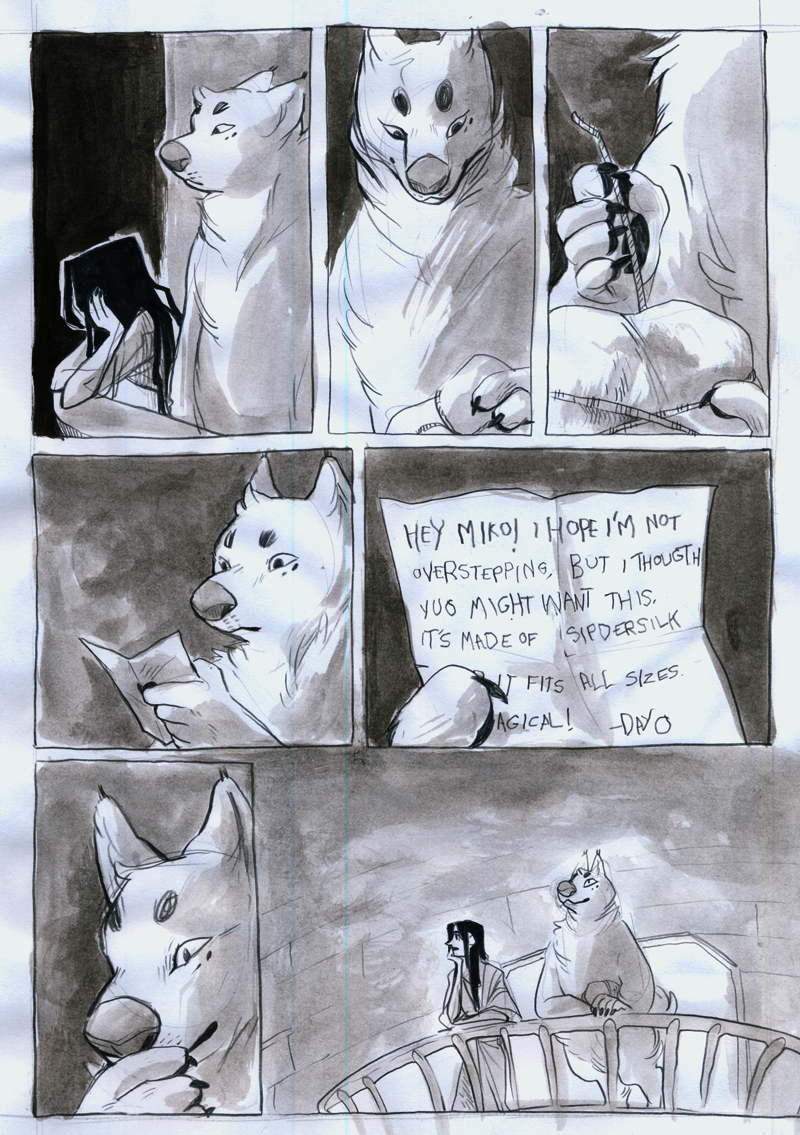 HEY MIKO! I HOPE I'M NOT
OVERSTEPPING, BUT I THOUGTH
YUO MIGHT WANT THIS.
IT'S MADE OF SIPDERSILK
IT FITS ALL SIZES.
AGICAL! -DAYO